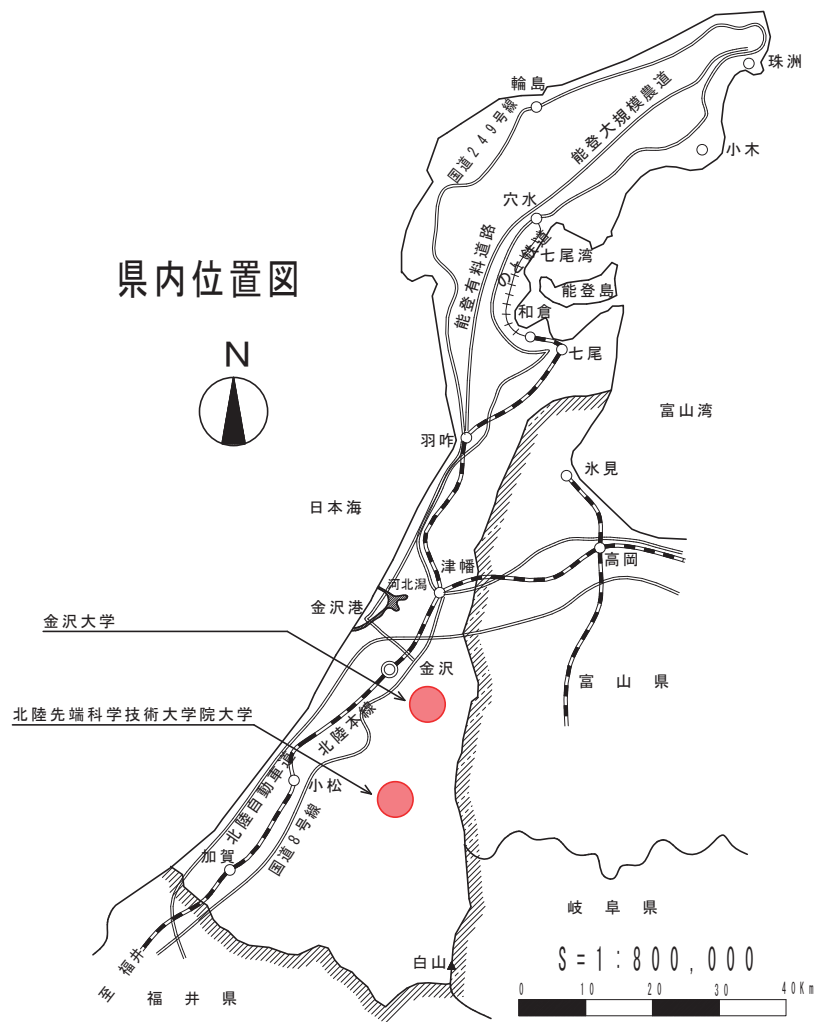 珠洲
輪島
国道249号線
能登大規模農道
小木
穴水
県内位置図
能登有料道路
のと鉄道
七尾湾
能登島
和倉
N
七尾
富山湾
羽咋
氷見
日本海
津幡
高岡
河北潟
金沢港
金沢大学
金沢
富山県
北陸先端科学技術大学院大学
北陸本線
北陸自動車道
小松
国道8号線
加賀
岐阜県
白山
S=1:800,000
至 福井
福井県
0 10 20 30 40Km